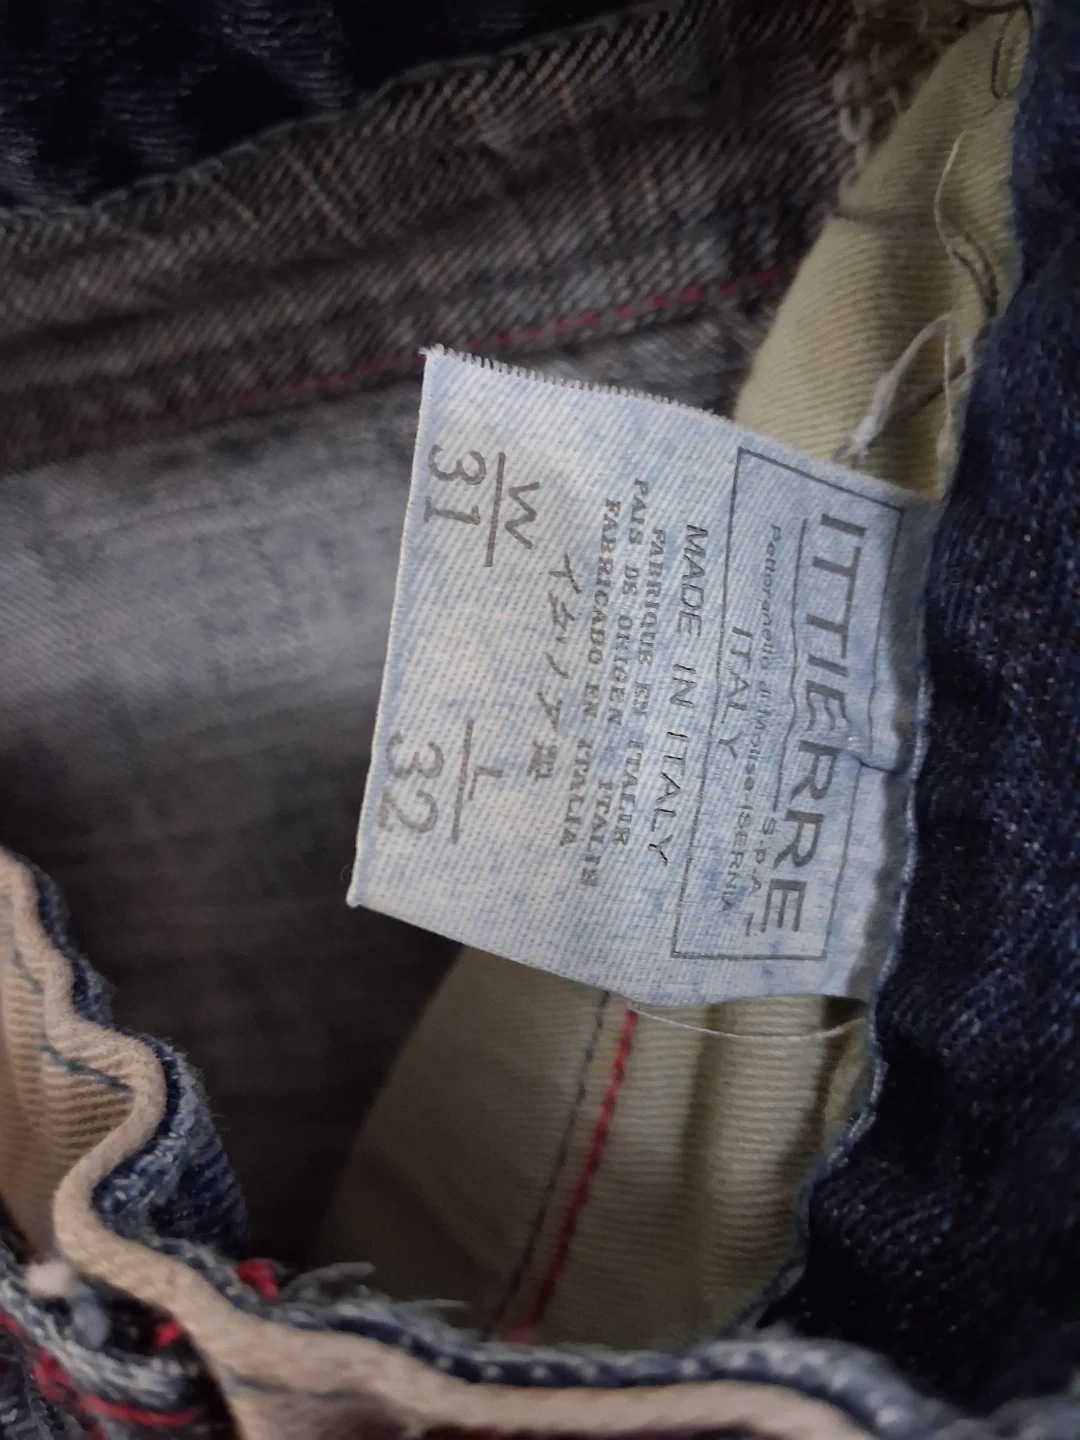 ITTIERRE
S.p.A.
Pettoranello di Molise ISERNIA
ITALY
MADE IN ITALY
FABRIQUE EN ITALIE
PAIS DE ORIGEN ITALIA
FABRICADO EN ITALIA
イタリア製
W L
31 32